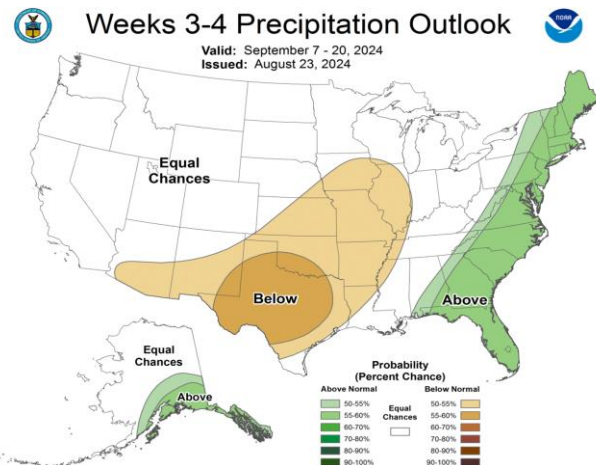 Weeks 3-4 Precipitation Outlook
NOAA
Valid: September 7 - 20, 2024
Issued: August 23, 2024
Equal
Chances
Below
Above
Equal
Chances
Above
Probability
(Percent Chance)
Above Normal
Below Normal
50-55%
55-60%
60-70%
70-80%
80-90%
90-100%
Equal
Chances
50-55%
55-60%
60-70%
70-80%
80-90%
90-100%